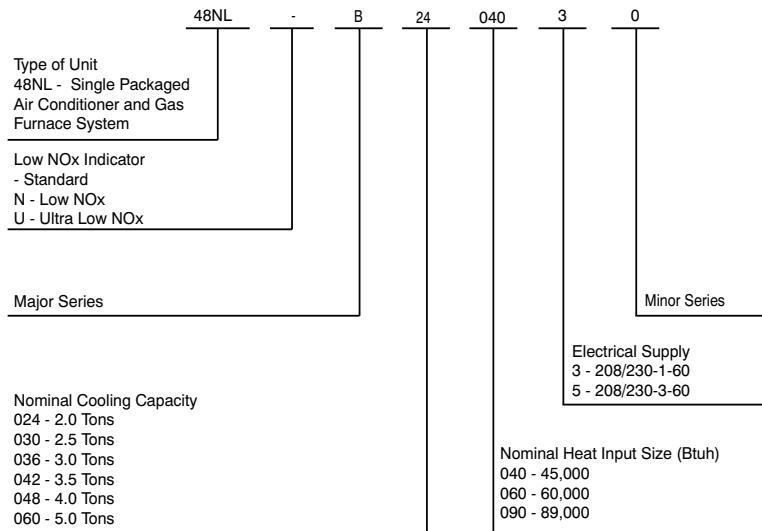 48NL - B 24 040 3 0
Type of Unit
48NL - Single Packaged
Air Conditioner and Gas
Furnace System
Low NOx Indicator
- Standard
N - Low NOx
U - Ultra Low NOx
Major Series
Minor Series
Electrical Supply
3 - 208/230-1-60
5 - 208/230-3-60
Nominal Cooling Capacity
024 - 2.0 Tons
030 - 2.5 Tons
036 - 3.0 Tons
042 - 3.5 Tons
048 - 4.0 Tons
060 - 5.0 Tons
Nominal Heat Input Size (Btuh)
040 - 45,000
060 - 60,000
090 - 89,000